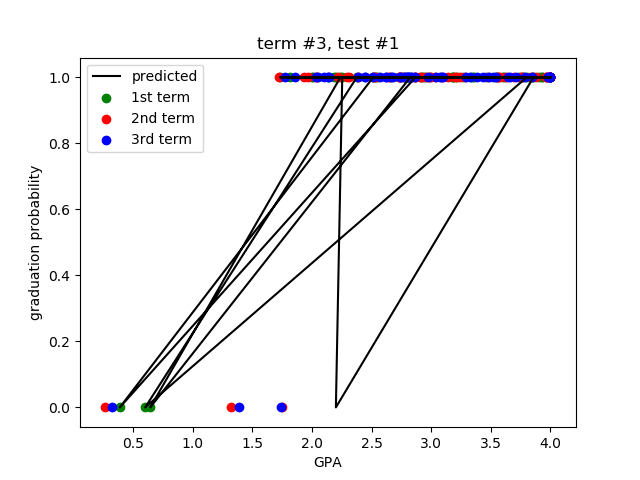 term #3, test #1
predicted
1st term
2nd term
3rd term
graduation probability
1.0
0.8
0.6
0.4
0.2
0.0
0.5 1.0 1.5 2.0 2.5 3.0 3.5 4.0
GPA